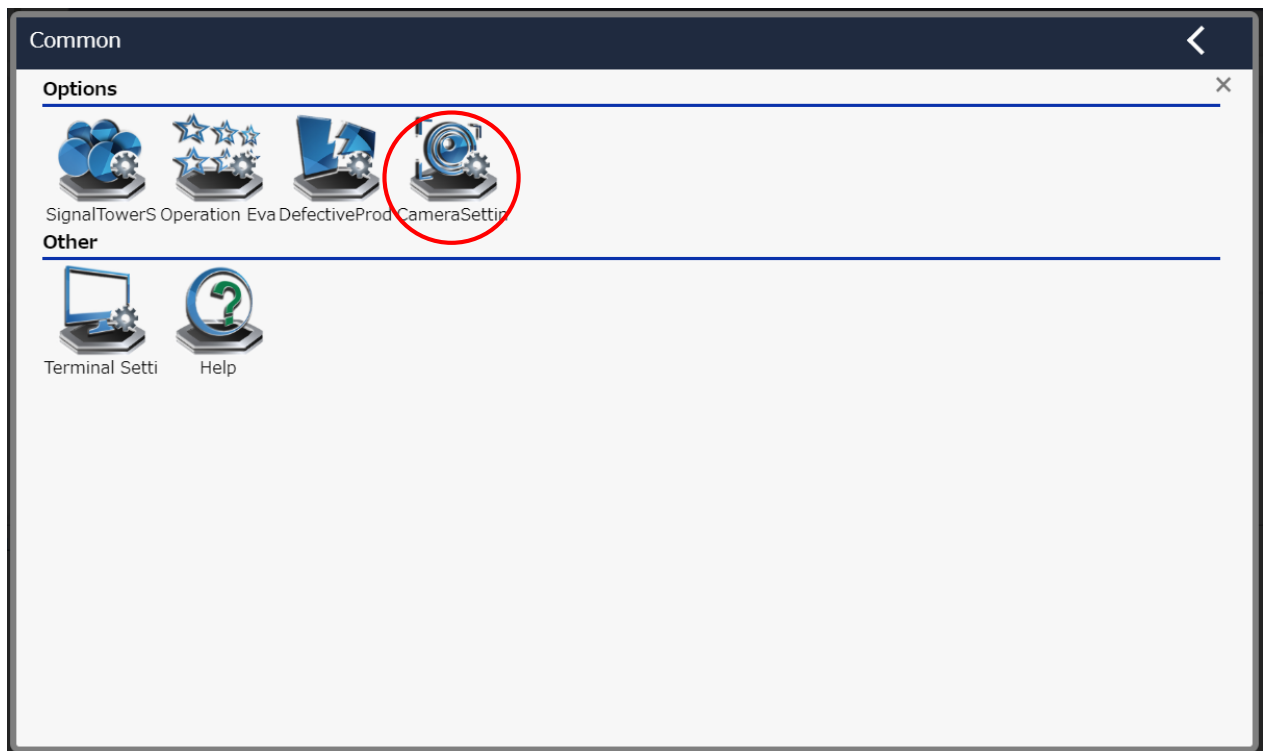 Common
Options
SignalTowerS Operation Eva DefectiveProd CameraSettin
Other
Terminal Setti Help